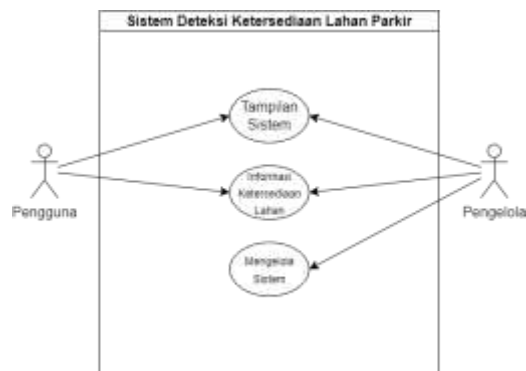 Sistem Deteksi Ketersediaan Lahan Parkir
Tampilan
Sistem
Informasi
Ketersediaan
Lahan
Pengguna
Pengelola
Mengelola
Sistem